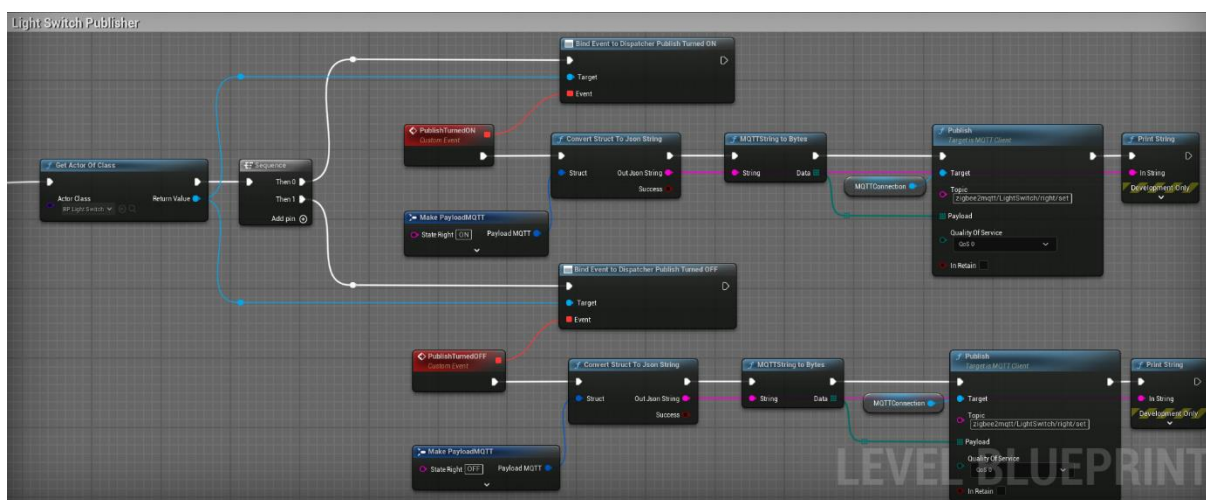 Light Switch Publisher
Bind Event to Dispatcher Publish Turned ON
Target
Event
PublishTurnedON
Custom Event
Convert Struct To Json String
Struct
Out Json String
Success
MQTTString to Bytes
String
Data
MQTTConnection
Publish
Target is MQTT Client
Target
Topic
zigbee2mqtt/LightSwitch/right/set
Payload
Quality Of Service
QoS 0
In Retain
Print String
In String
Development Only
Get Actor Of Class
Actor Class
BP Light Switch
Return Value
Sequence
Then 0
Then 1
Add pin
Make PayloadMQTT
State Right ON
Payload MQTT
Bind Event to Dispatcher Publish Turned OFF
Target
Event
PublishTurnedOFF
Custom Event
Convert Struct To Json String
Struct
Out Json String
Success
MQTTString to Bytes
String
Data
MQTTConnection
Publish
Target is MQTT Client
Target
Topic
zigbee2mqtt/LightSwitch/right/set
Payload
Quality Of Service
QoS 0
In Retain
Print String
In String
Development Only
Make PayloadMQTT
State Right OFF
Payload MQTT
LEVEL BLUEPRINT